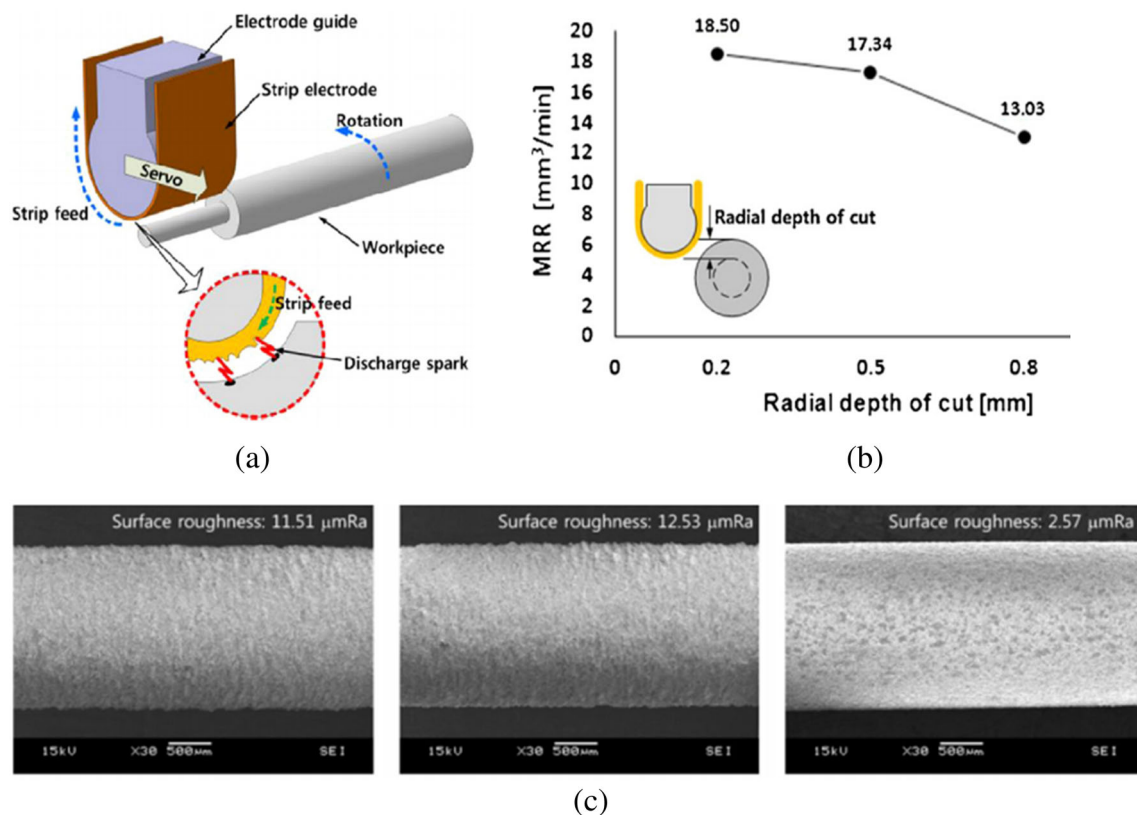 Electrode guide
Strip electrode
Rotation
Servo
Strip feed
Workpiece
Strip feed
Discharge spark
(a)
18.50
17.34
13.03
20
18
16
14
12
10
8
6
4
2
0
MRR [mm³/min]
Radial depth of cut
0
0.2
0.5
0.8
Radial depth of cut [mm]
(b)
Surface roughness: 11.51 μmRa
15kV X30 500μm SEI
Surface roughness: 12.53 μmRa
15kV X30 500μm SEI
Surface roughness: 2.57 μmRa
15kV X30 500μm SEI
(c)